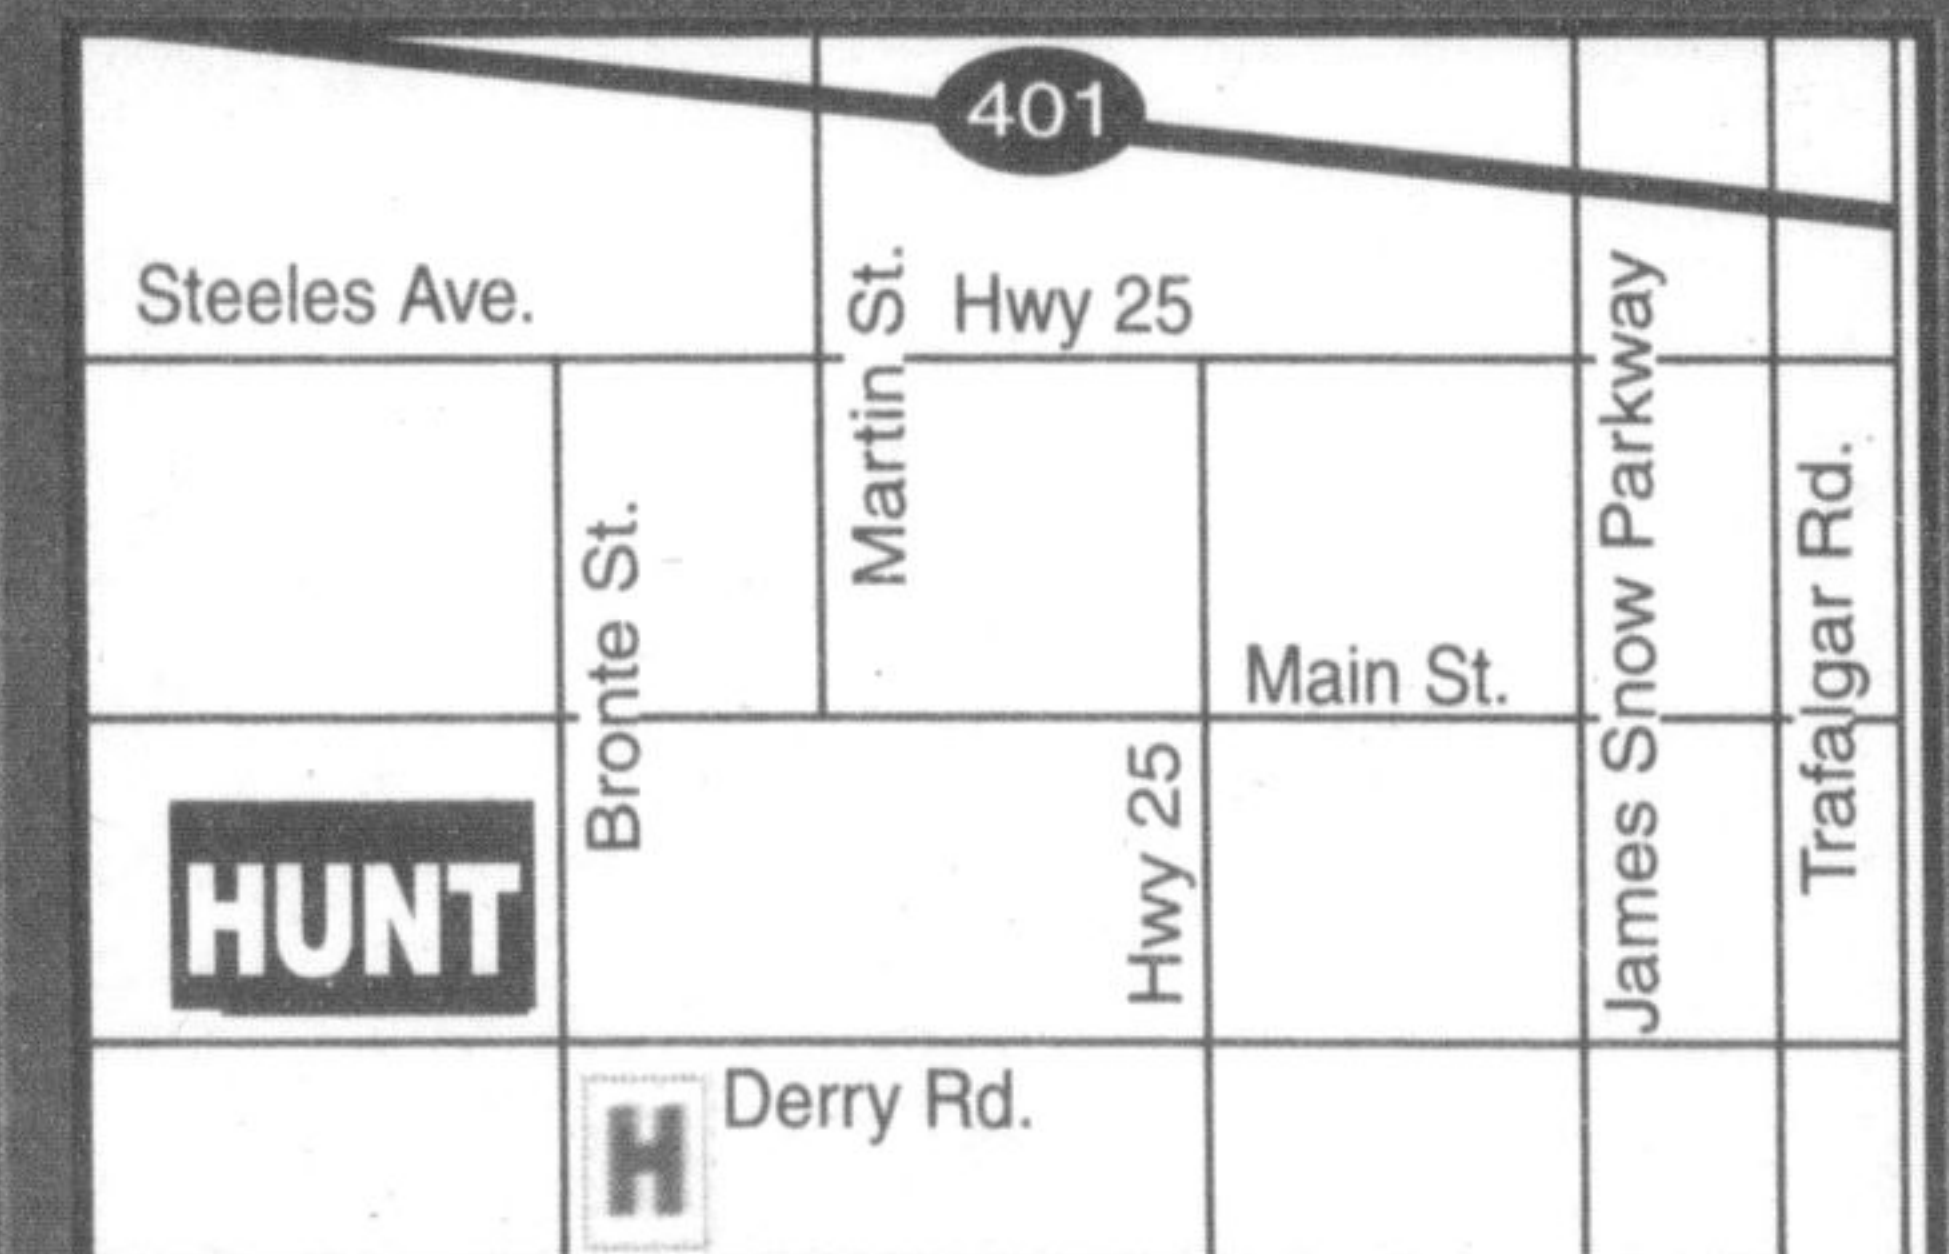 401
Steeles Ave.
Martin St.
Hwy 25
James Snow Parkway
Trafalgar Rd.
Bronte St.
Main St.
Hwy 25
HUNT
Derry Rd.
H